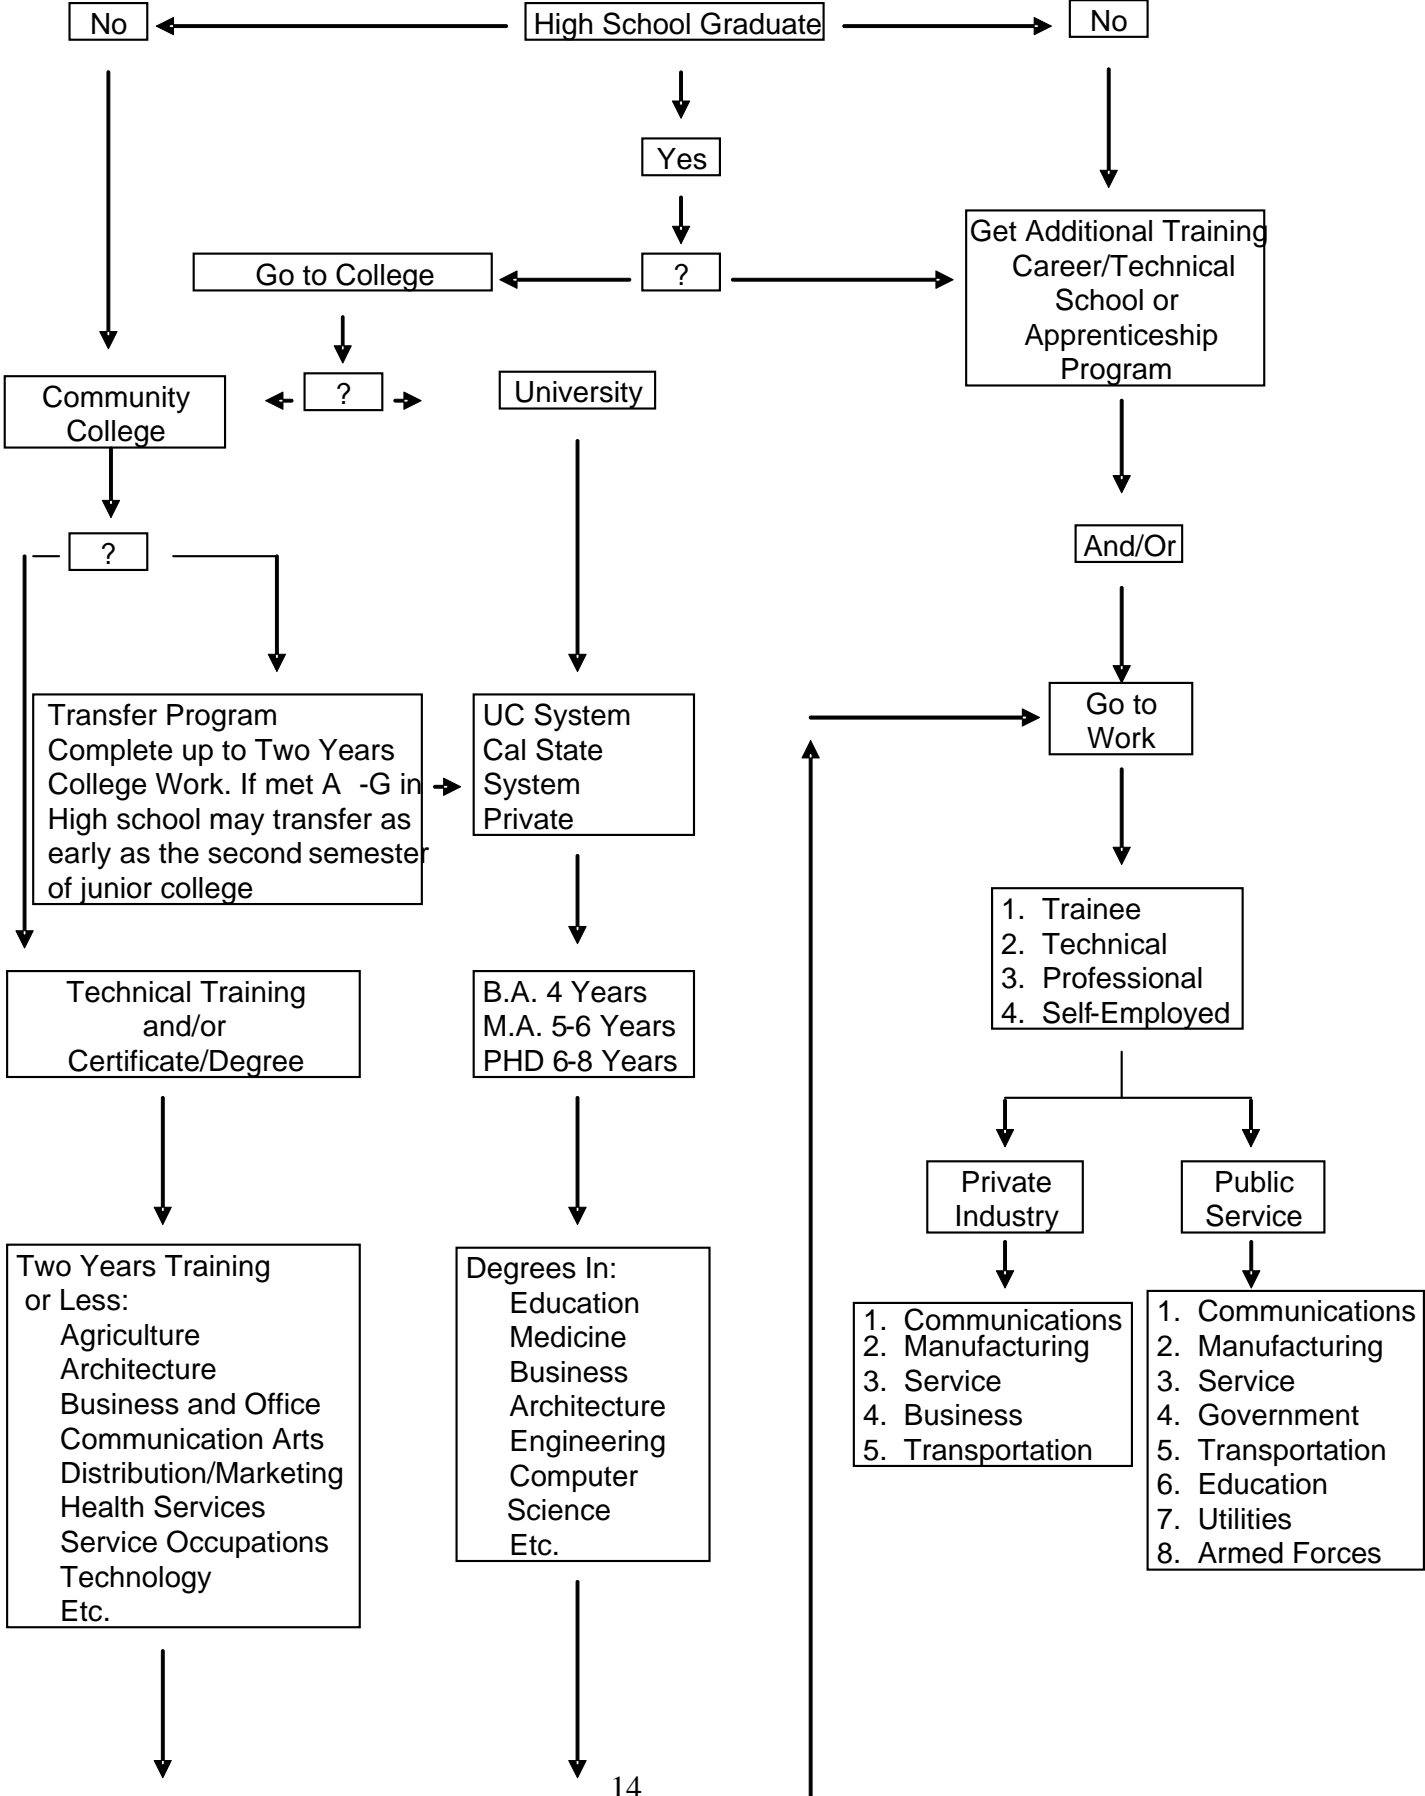 No
High School Graduate
No
Yes
Go to College
?
Get Additional Training
Career/Technical
School or
Apprenticeship
Program
Community
College
?
University
?
And/Or
Transfer Program
Complete up to Two Years
College Work. If met A -G in
High school may transfer as
early as the second semester
of junior college
UC System
Cal State
System
Private
Go to
Work
1. Trainee
2. Technical
3. Professional
4. Self-Employed
Technical Training
and/or
Certificate/Degree
B.A. 4 Years
M.A. 5-6 Years
PHD 6-8 Years
Private
Industry
Public
Service
Two Years Training
or Less:
Agriculture
Architecture
Business and Office
Communication Arts
Distribution/Marketing
Health Services
Service Occupations
Technology
Etc.
Degrees In:
Education
Medicine
Business
Architecture
Engineering
Computer
Science
Etc.
1. Communications
2. Manufacturing
3. Service
4. Business
5. Transportation
1. Communications
2. Manufacturing
3. Service
4. Government
5. Transportation
6. Education
7. Utilities
8. Armed Forces
14